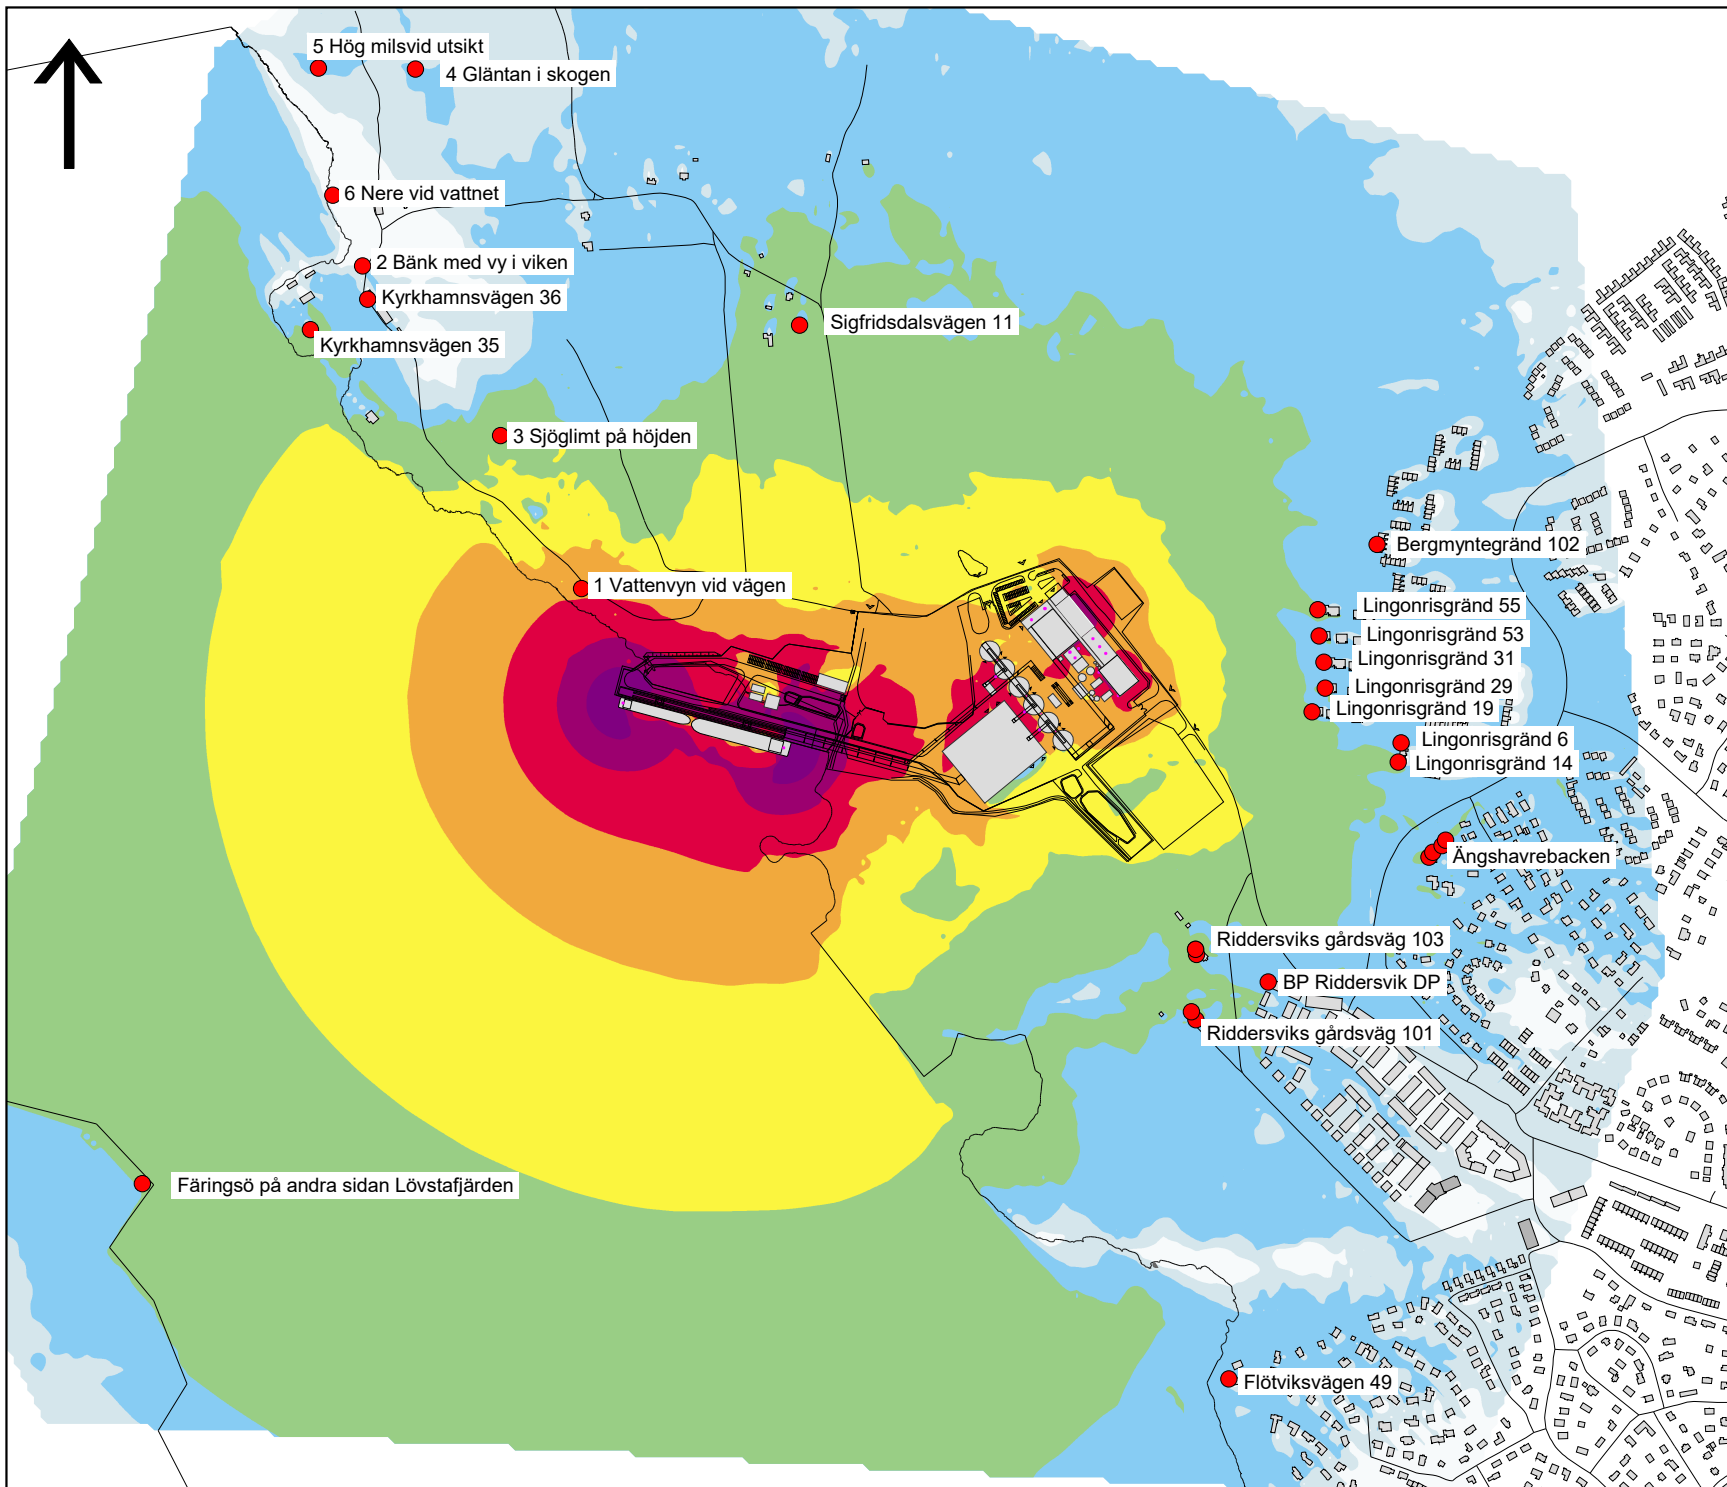 5 Hög milsvid utsikt
4 Gläntan i skogen
6 Nere vid vattnet
2 Bänk med vy i viken
Kyrkhamnsvägen 36
Sigfridsdalsvägen 11
Kyrkhamnsvägen 35
3 Sjöglimt på höjden
Bergmyntegränd 102
1 Vattenvyn vid vägen
Lingonrisgränd 55
Lingonrisgränd 53
Lingonrisgränd 31
Lingonrisgränd 29
Lingonrisgränd 19
Lingonrisgränd 6
Lingonrisgränd 14
Ängshavrebacken
Riddersviks gårdsväg 103
BP Riddersvik DP
Riddersviks gårdsväg 101
Färingsö på andra sidan Lövstafjärden
Flötviksvägen 49